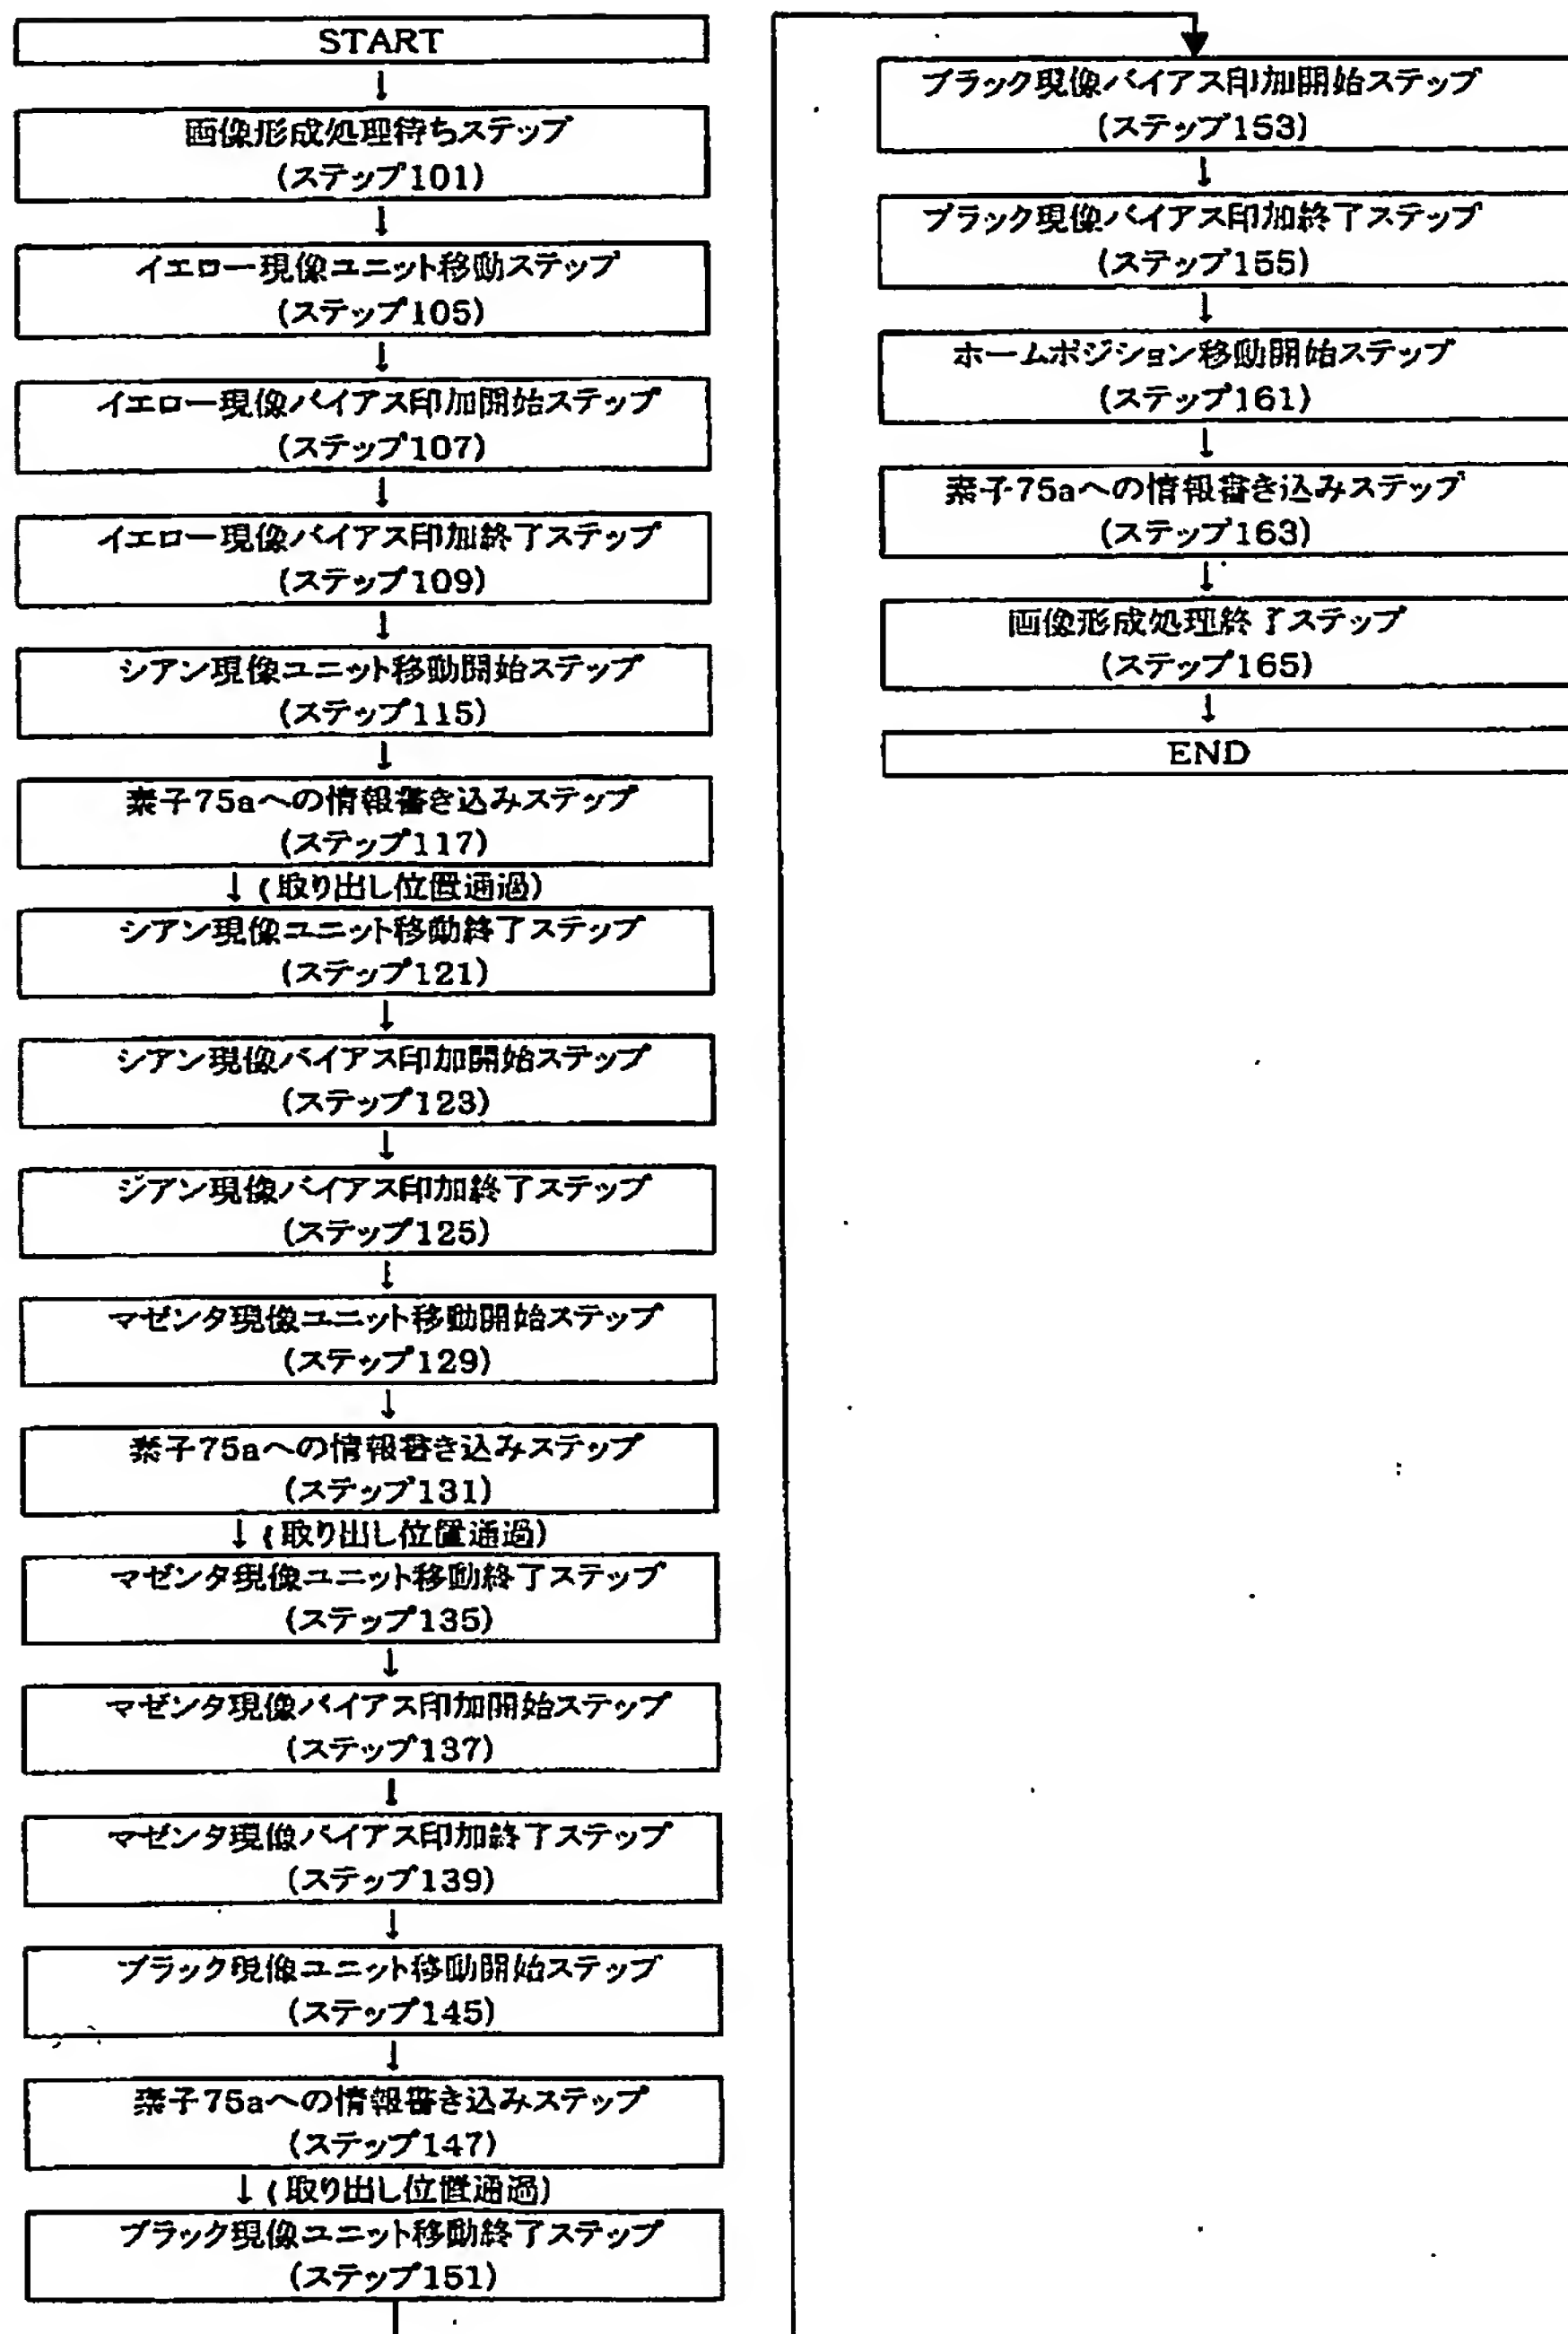 START
↓
画像形成処理待ちステップ
(ステップ101)
↓
イエロー現像ユニット移動ステップ
(ステップ105)
↓
イエロー現像バイアス印加開始ステップ
(ステップ107)
↓
イエロー現像バイアス印加終了ステップ
(ステップ109)
↓
シアン現像ユニット移動開始ステップ
(ステップ115)
↓
素子75aへの情報書き込みステップ
(ステップ117)
↓(取り出し位置通過)
シアン現像ユニット移動終了ステップ
(ステップ121)
↓
シアン現像バイアス印加開始ステップ
(ステップ123)
↓
シアン現像バイアス印加終了ステップ
(ステップ125)
↓
マゼンタ現像ユニット移動開始ステップ
(ステップ129)
↓
素子75aへの情報書き込みステップ
(ステップ131)
↓(取り出し位置通過)
マゼンタ現像ユニット移動終了ステップ
(ステップ135)
↓
マゼンタ現像バイアス印加開始ステップ
(ステップ137)
↓
マゼンタ現像バイアス印加終了ステップ
(ステップ139)
↓
ブラック現像ユニット移動開始ステップ
(ステップ145)
↓
素子75aへの情報書き込みステップ
(ステップ147)
↓(取り出し位置通過)
ブラック現像ユニット移動終了ステップ
(ステップ151)
ブラック現像バイアス印加開始ステップ
(ステップ153)
↓
ブラック現像バイアス印加終了ステップ
(ステップ155)
↓
ホームポジション移動開始ステップ
(ステップ161)
↓
素子75aへの情報書き込みステップ
(ステップ163)
↓
画像形成処理終了ステップ
(ステップ165)
↓
END